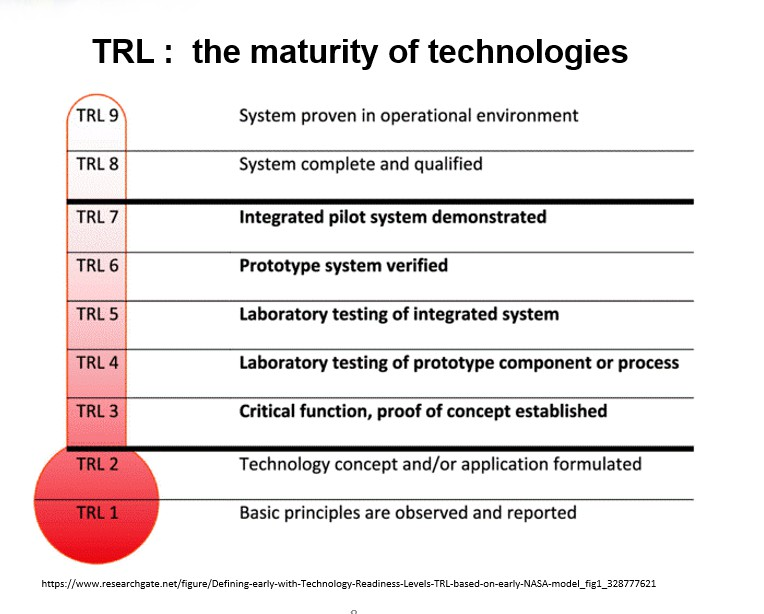 TRL :  the maturity of technologies
TRL 9 System proven in operational environment
TRL 8 System complete and qualified
TRL 7 Integrated pilot system demonstrated
TRL 6 Prototype system verified
TRL 5 Laboratory testing of integrated system
TRL 4 Laboratory testing of prototype component or process
TRL 3 Critical function, proof of concept established
TRL 2 Technology concept and/or application formulated
TRL 1 Basic principles are observed and reported
https://www.researchgate.net/figure/Defining-early-with-Technology-Readiness-Levels-TRL-based-on-early-NASA-model_fig1_328777621